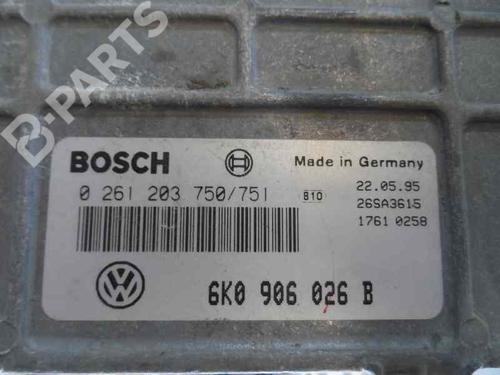 B-PARTS
BOSCH
Made in Germany
0 261 203 750/751
810
22.05.95
26SA3615
1761 0258
6K0 906 026 B